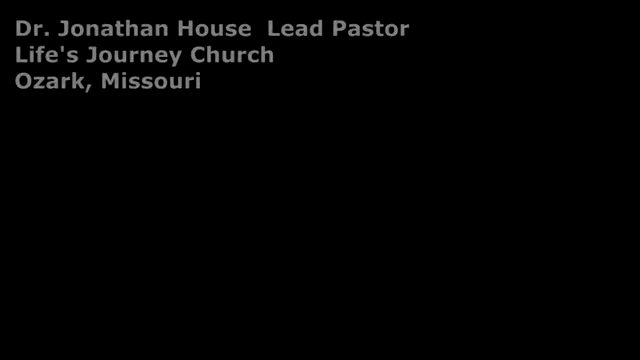 Dr. Jonathan House  Lead Pastor
Life's Journey Church
Ozark, Missouri